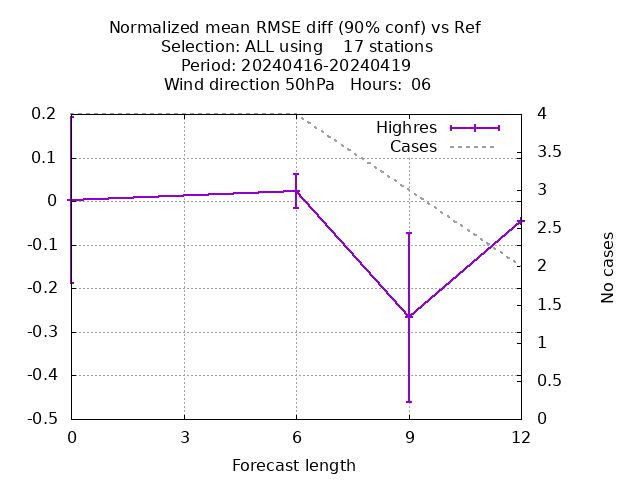 Normalized mean RMSE diff (90% conf) vs Ref
Selection: ALL using    17 stations
Period: 20240416-20240419
Wind direction 50hPa   Hours: 06
Highres
Cases
0.2
0.1
0
-0.1
-0.2
-0.3
-0.4
-0.5
4
3.5
3
2.5
2
1.5
1
0.5
0
No cases
0 3 6 9 12
Forecast length